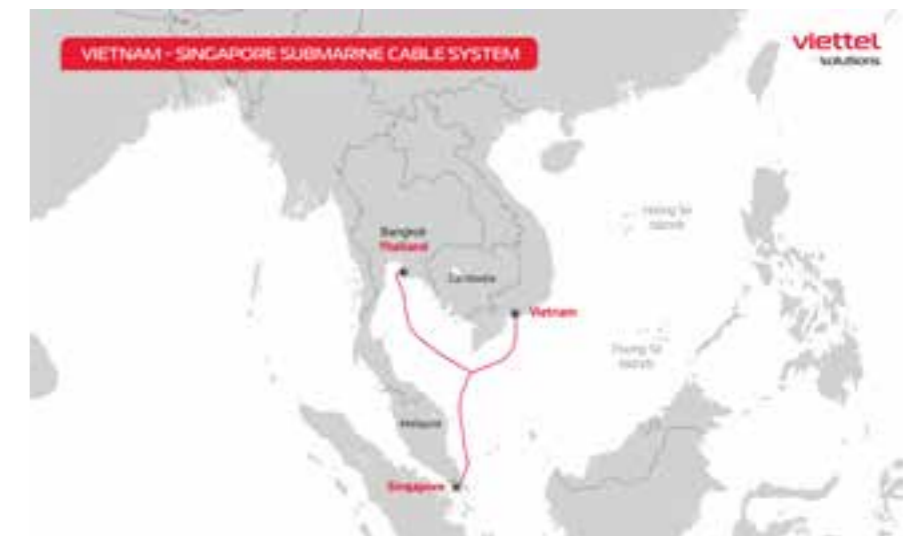 VIETNAM - SINGAPORE SUBMARINE CABLE SYSTEM
viettel
solutions
Bangkok
Thailand
Cambodia
Vietnam
Malaysia
Singapore